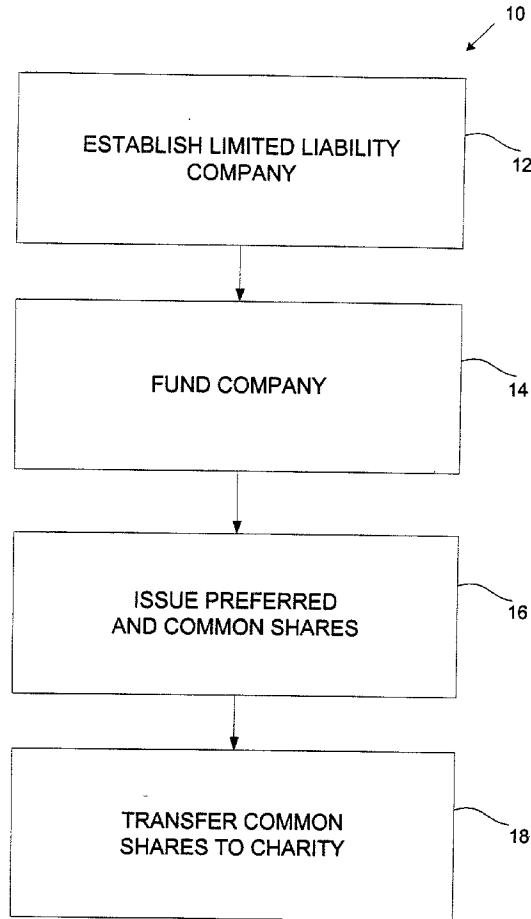 10
ESTABLISH LIMITED LIABILITY
COMPANY
12
FUND COMPANY
14
ISSUE PREFERRED
AND COMMON SHARES
16
TRANSFER COMMON
SHARES TO CHARITY
18